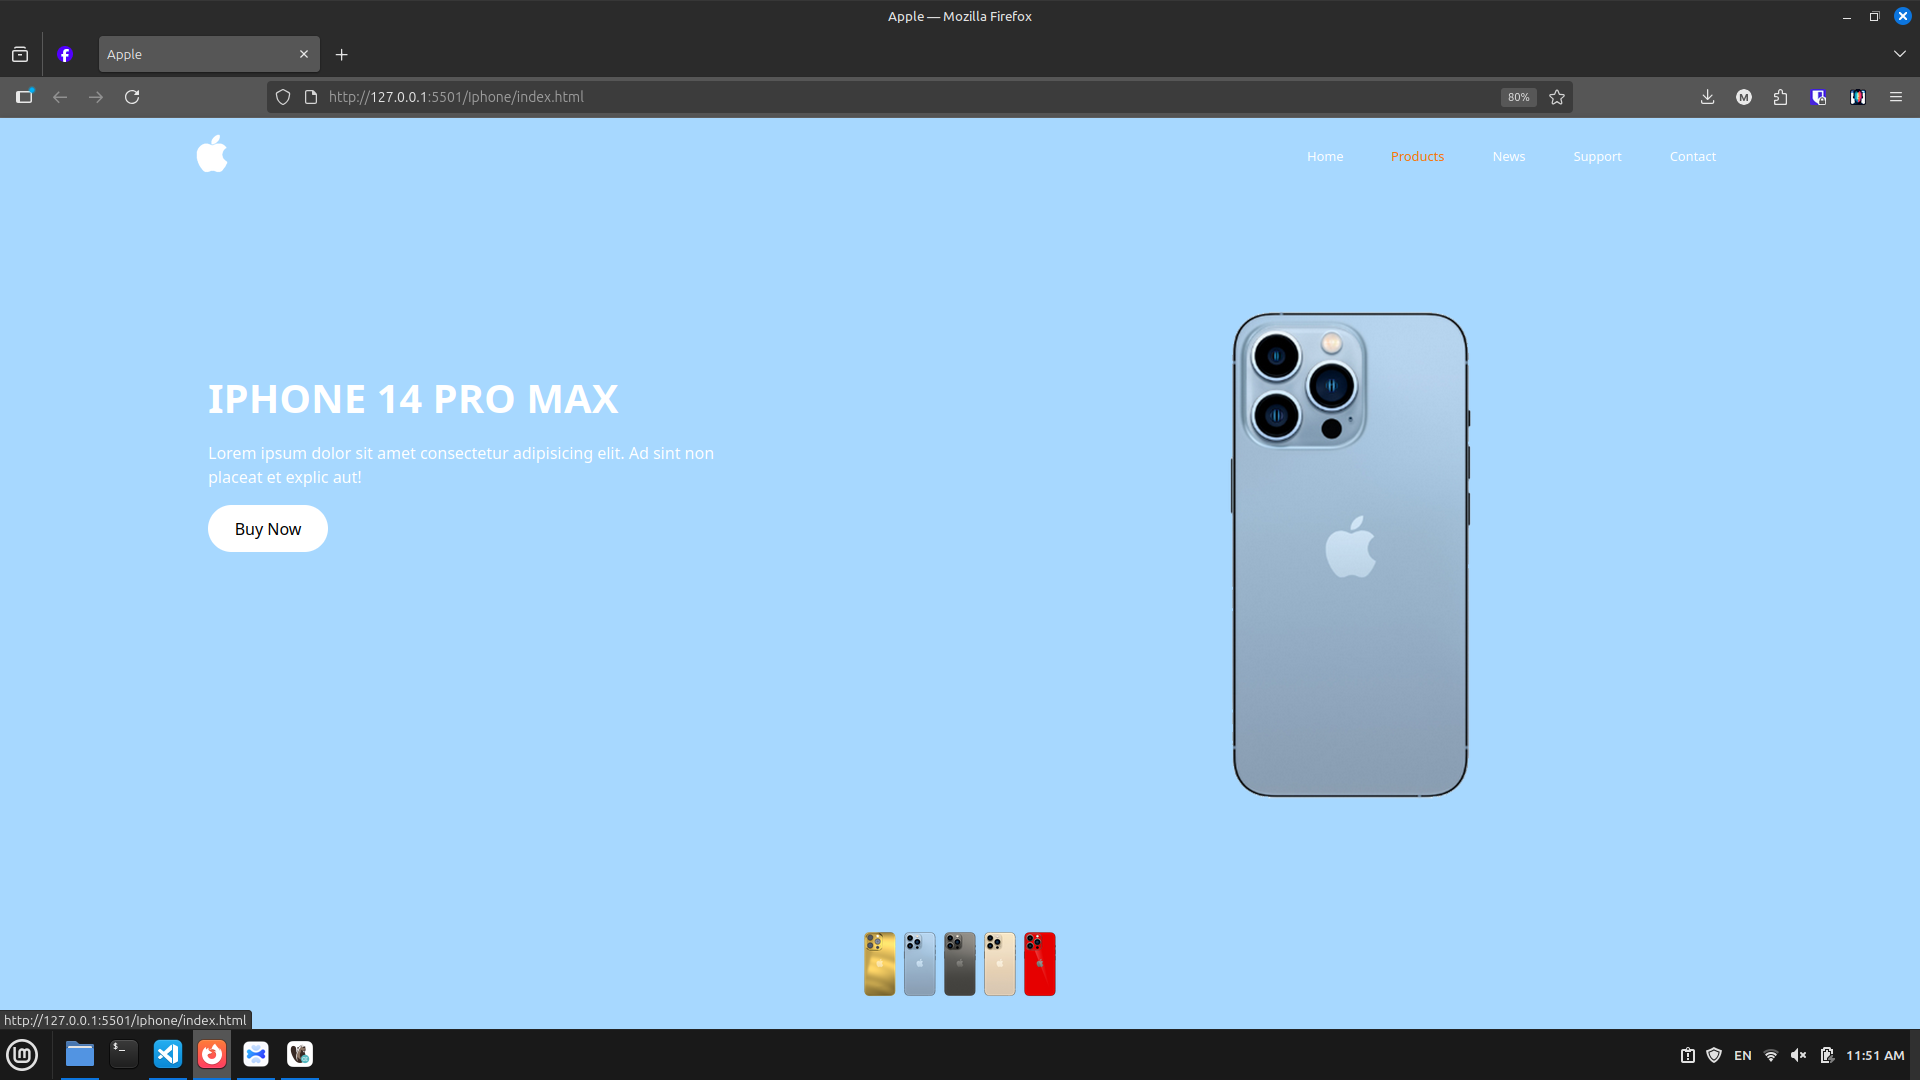 Apple — Mozilla Firefox
Apple
http://127.0.0.1:5501/Iphone/index.html
80%
M
Home
Products
News
Support
Contact
IPHONE 14 PRO MAX
Lorem ipsum dolor sit amet consectetur adipisicing elit. Ad sint non
placeat et explic aut!
Buy Now
http://127.0.0.1:5501/Iphone/index.html
$_
EN
11:51 AM